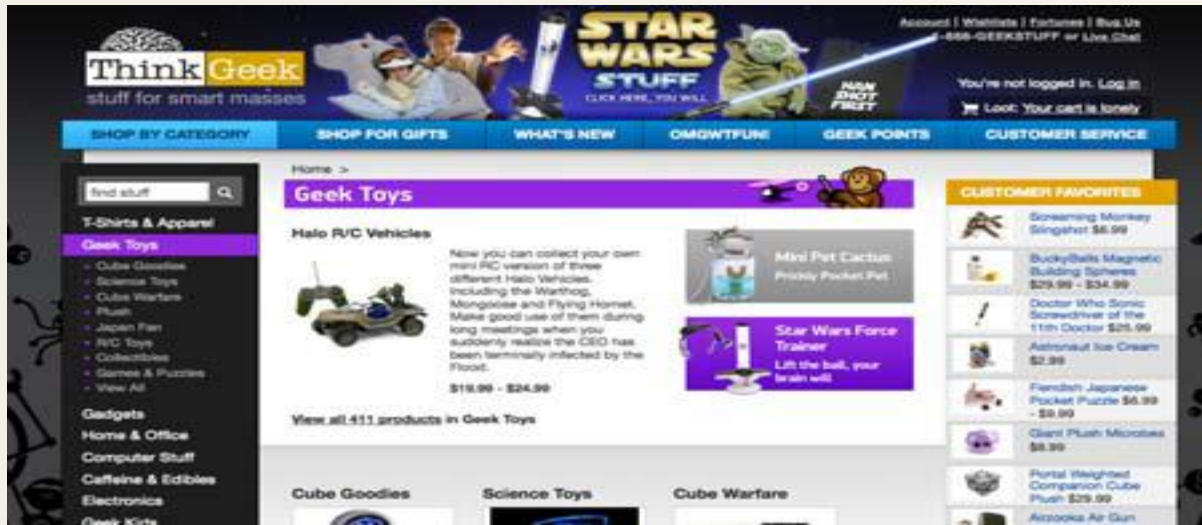 Account | Wishlists | Fortunes | Bug Us
1-888-GEEKSTUFF or Live Chat
ThinkGeek
stuff for smart masses
STAR
WARS
STUFF
CLICK HERE, YOU WILL
HAN
SHOT
FIRST
You're not logged in. Log in
Loot: Your cart is lonely
SHOP BY CATEGORY
SHOP FOR GIFTS
WHAT'S NEW
OMGWTFUN!
GEEK POINTS
CUSTOMER SERVICE
find stuff
T-Shirts & Apparel
Geek Toys
Cube Goodies
Science Toys
Cube Warfare
Plush
Japan Fan
R/C Toys
Collectibles
Games & Puzzles
View All
Gadgets
Home & Office
Computer Stuff
Caffeine & Edibles
Electronics
Geek Kids
Home >
Geek Toys
Halo R/C Vehicles
Now you can collect your own
mini RC version of three
different Halo Vehicles.
Including the Warthog,
Mongoose and Flying Hornet.
Make good use of them during
long meetings when you
suddenly realize the CEO has
been terminally infected by the
Flood.
$19.99 - $24.99
View all 411 products in Geek Toys
Mini Pet Cactus
Prickly Pocket Pet
Star Wars Force
Trainer
Lift the ball, your
brain will
Cube Goodies
Science Toys
Cube Warfare
CUSTOMER FAVORITES
Screaming Monkey
Slingshot $6.99
BuckyBalls Magnetic
Building Spheres
$29.99 - $34.99
Doctor Who Sonic
Screwdriver of the
11th Doctor $25.99
Astronaut Ice Cream
$2.99
Fiendish Japanese
Pocket Puzzle $6.99
- $9.99
Giant Plush Microbes
$8.99
Portal Weighted
Companion Cube
Plush $29.99
Airzooka Air Gun